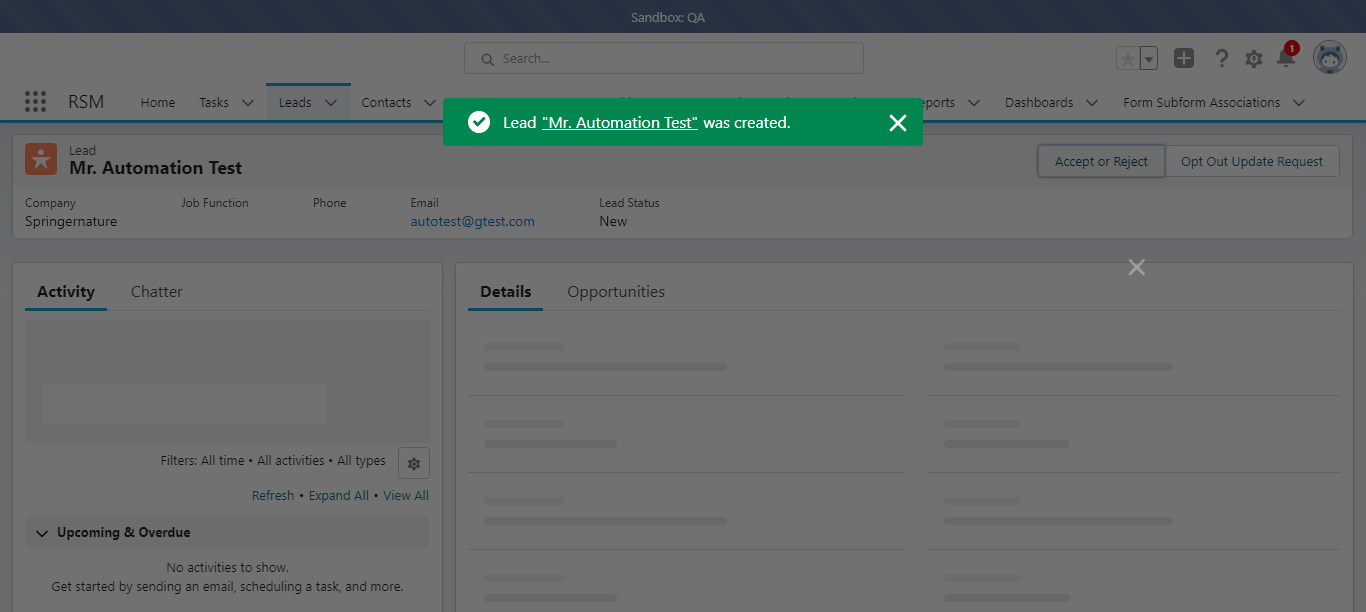 Sandbox: QA
Search...
1
RSM
Home
Tasks
Leads
Contacts
Dashboards
Form Subform Associations
Lead "Mr. Automation Test" was created.
Lead
Mr. Automation Test
Accept or Reject
Opt Out Update Request
Company
Job Function
Phone
Email
Lead Status
Springernature
autotest@gtest.com
New
Activity
Chatter
Details
Opportunities
Filters: All time • All activities • All types
Refresh • Expand All • View All
Upcoming & Overdue
No activities to show.
Get started by sending an email, scheduling a task, and more.